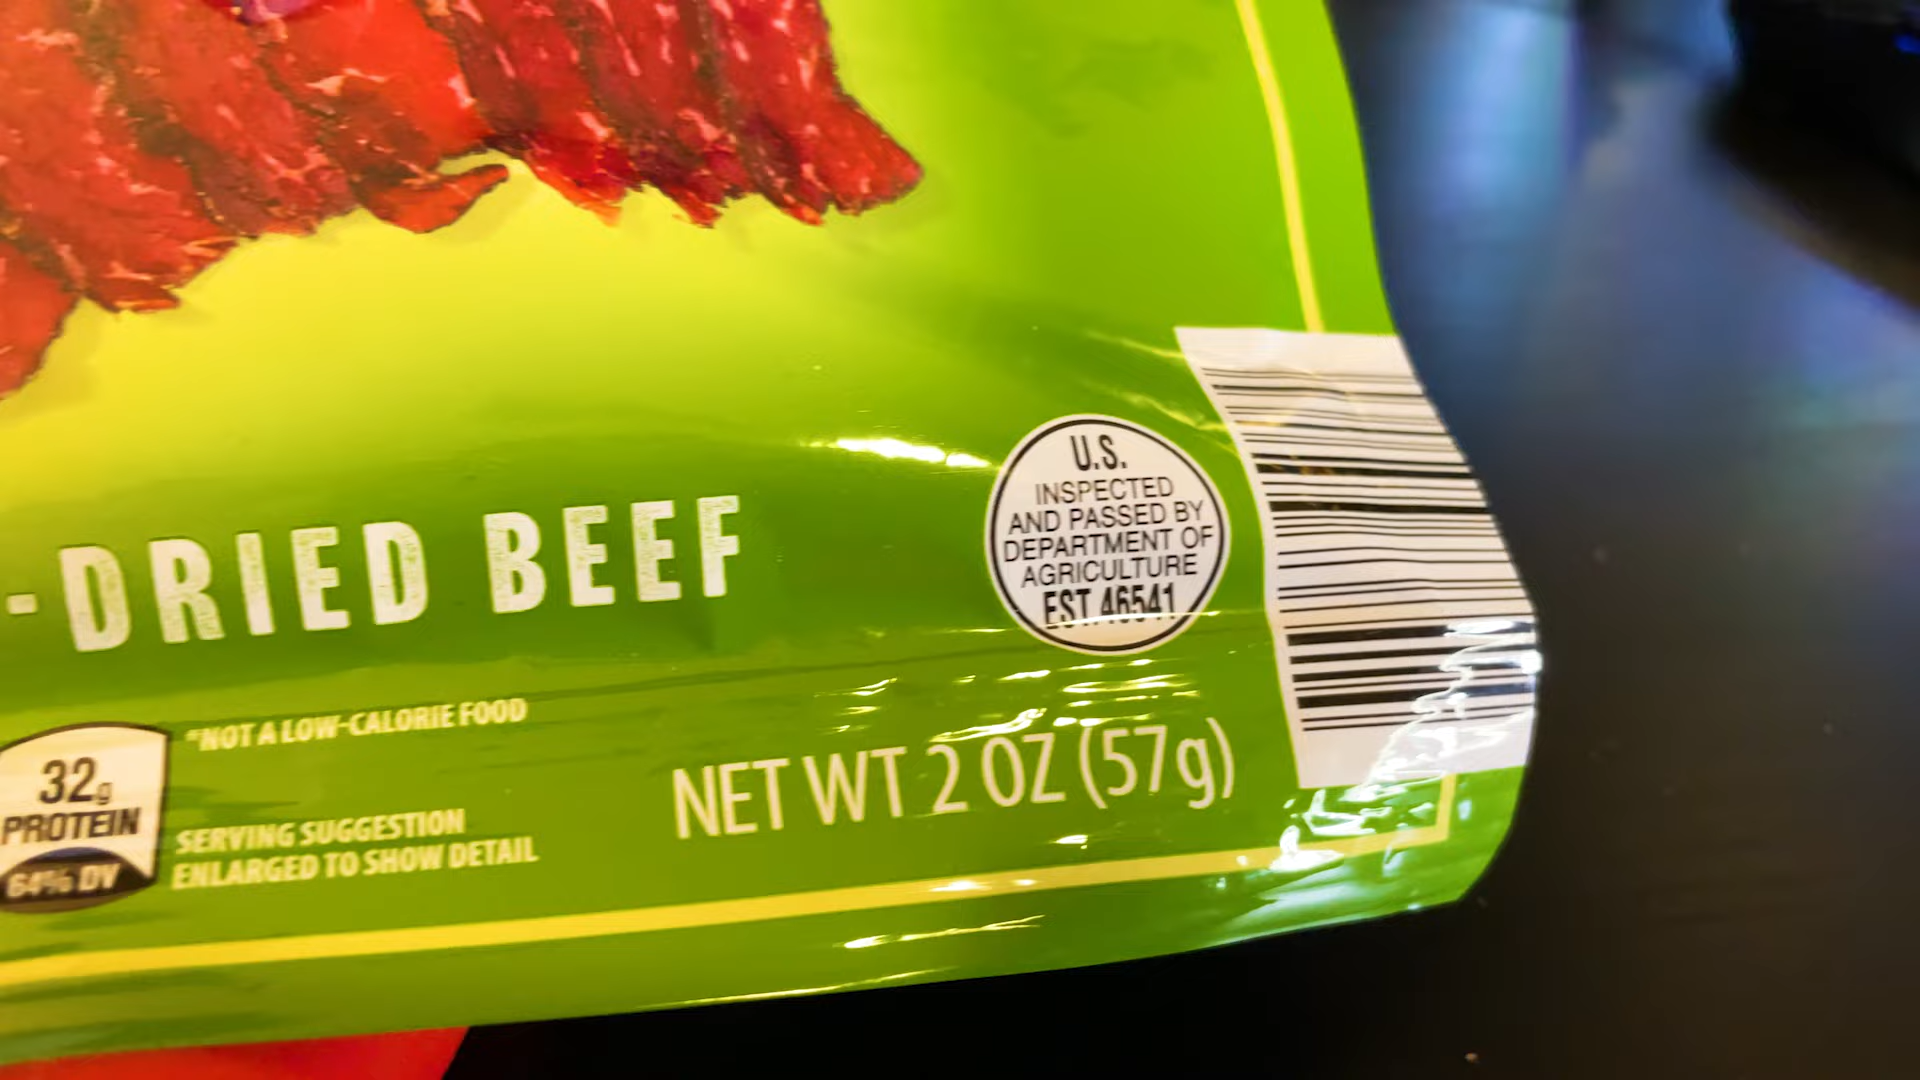 -DRIED BEEF
U.S.
INSPECTED
AND PASSED BY
DEPARTMENT OF
AGRICULTURE
EST. 46541
*NOT A LOW-CALORIE FOOD
32g
PROTEIN
64% DV
SERVING SUGGESTION
ENLARGED TO SHOW DETAIL
NET WT 2 OZ (57g)